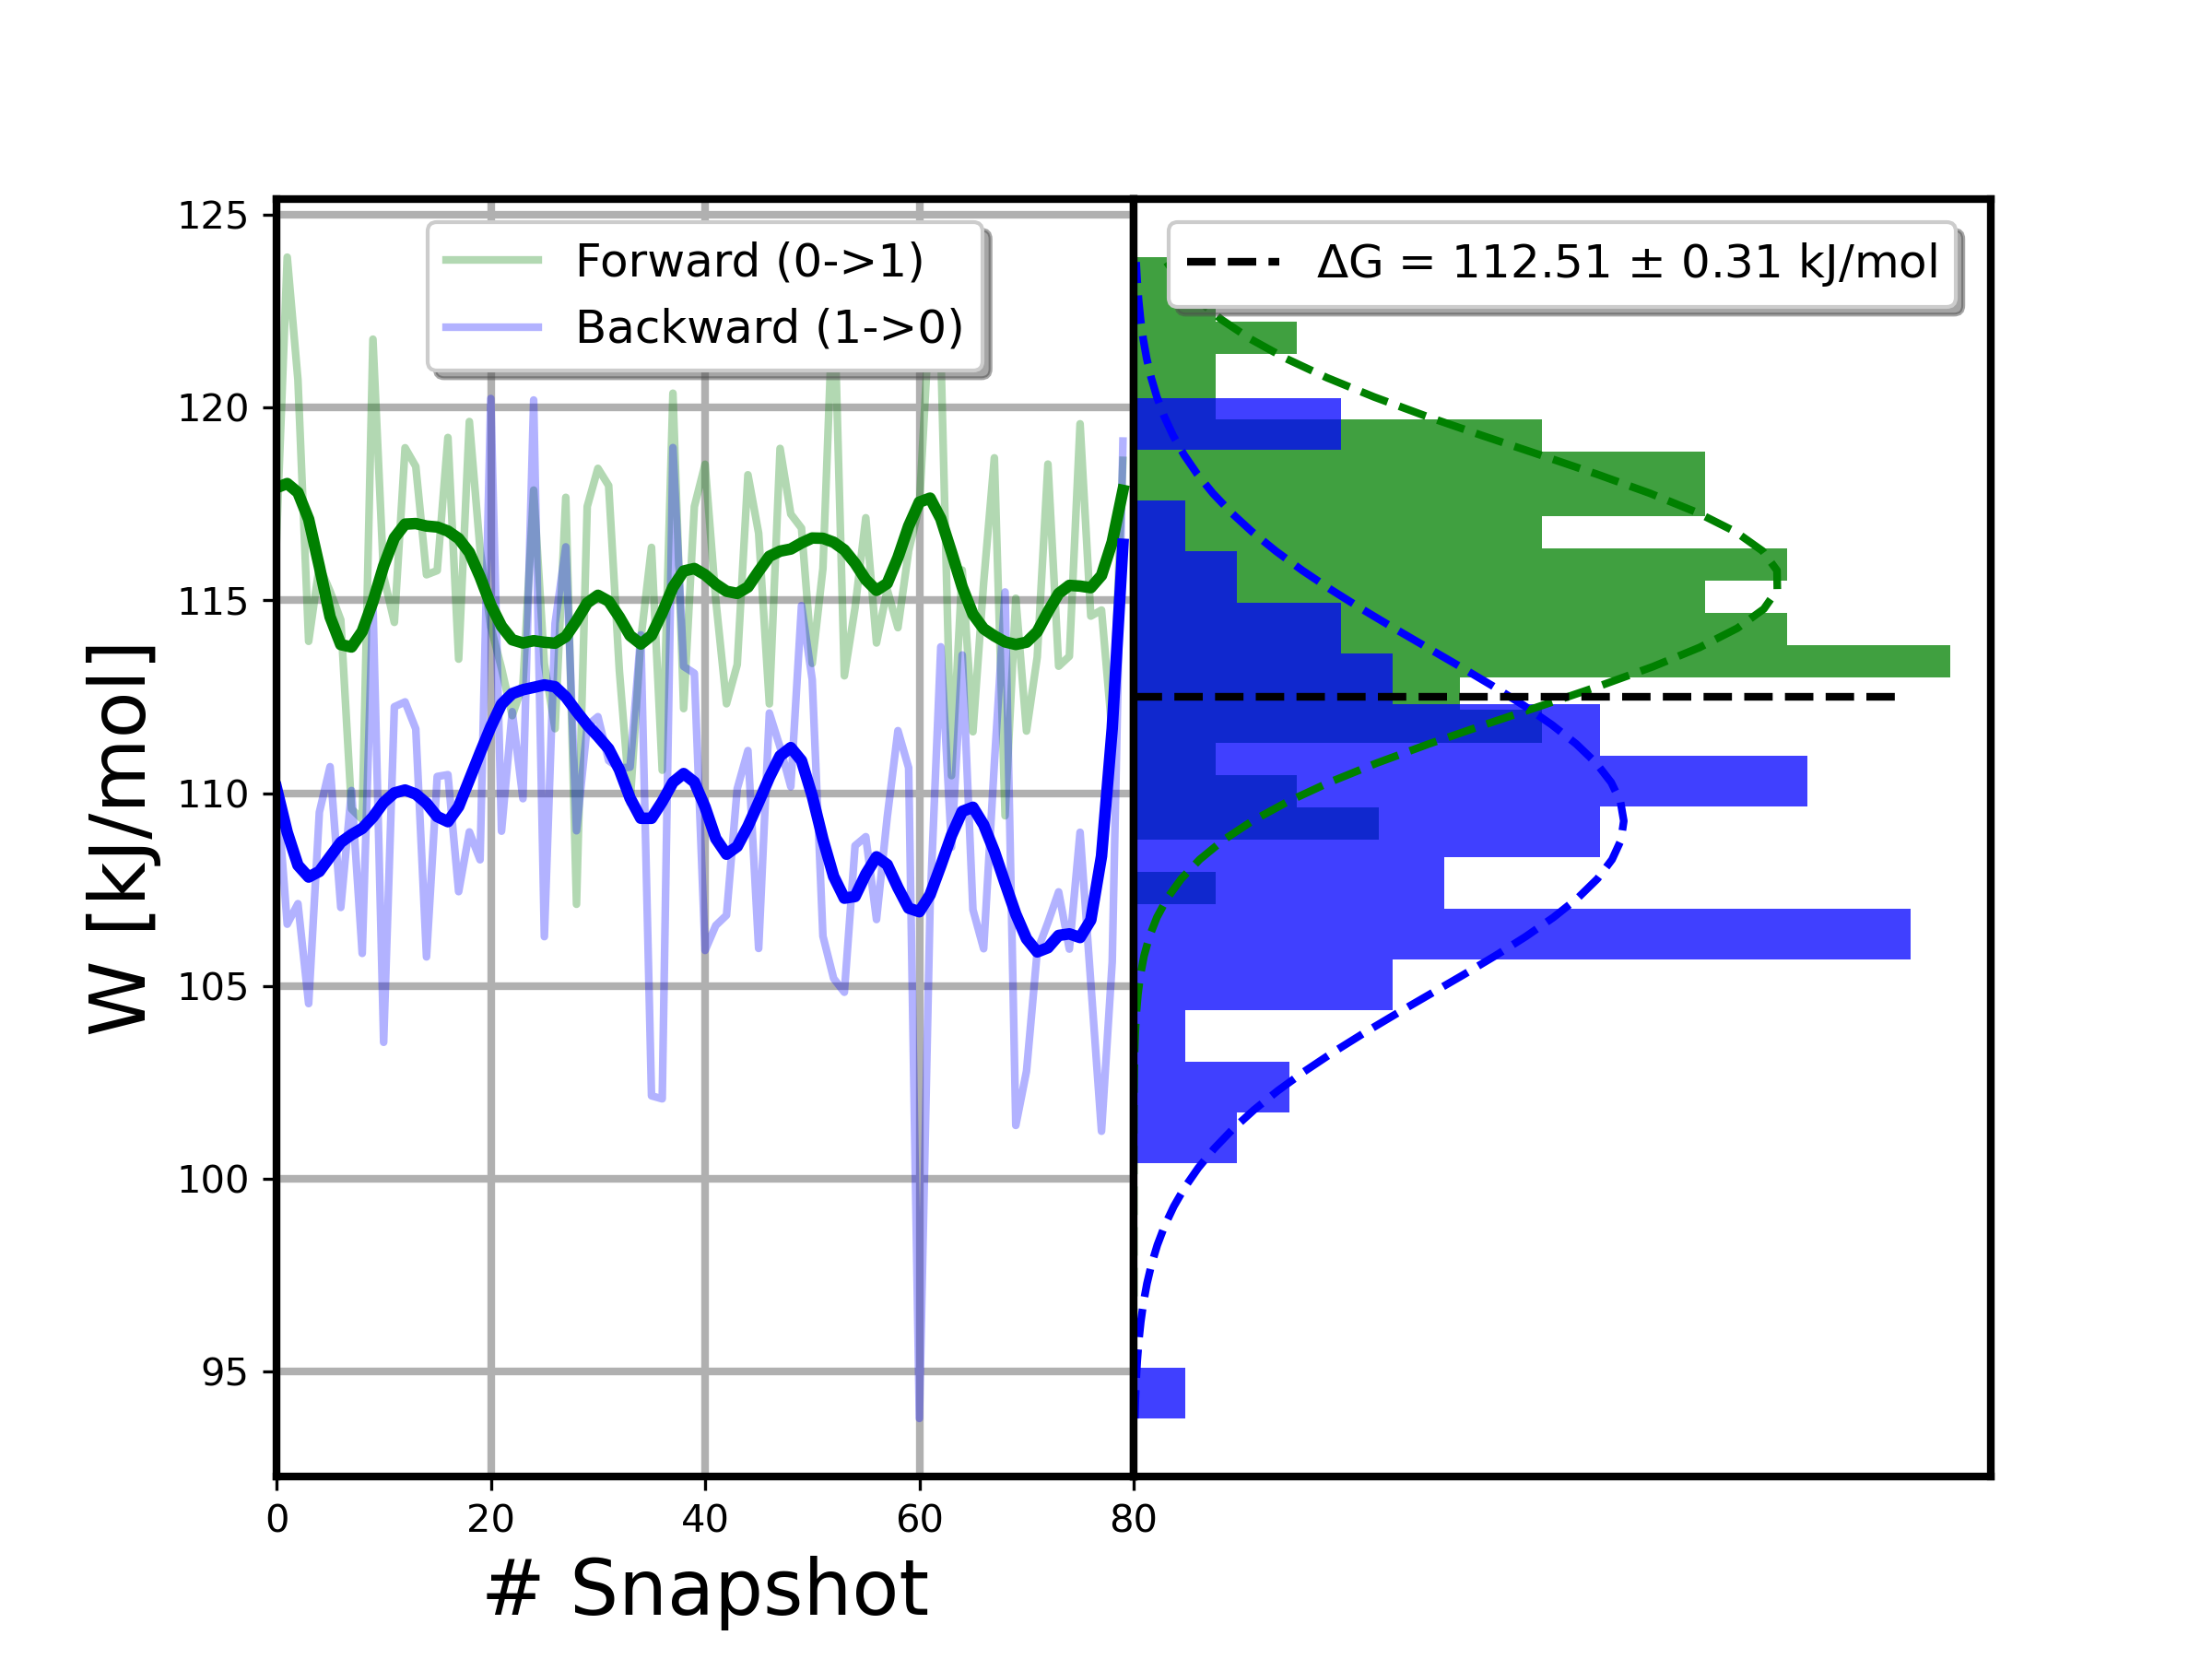 Forward (0->1)
Backward (1->0)
ΔG = 112.51 ± 0.31 kJ/mol
W [kJ/mol]
125
120
115
110
105
100
95
0 20 40 60 80
# Snapshot